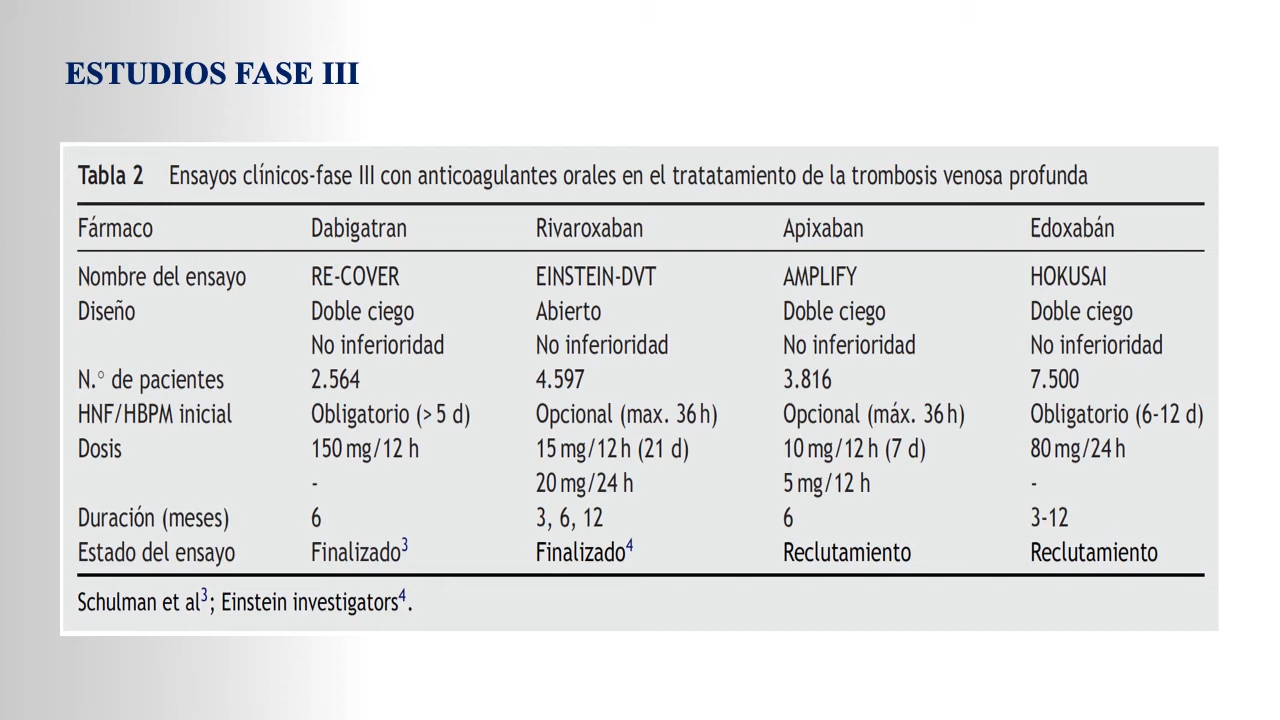 ESTUDIOS FASE III
Tabla 2 Ensayos clínicos-fase III con anticoagulantes orales en el tratatamiento de la trombosis venosa profunda
Fármaco Dabigatran Rivaroxaban Apixaban Edoxabán
Nombre del ensayo RE-COVER EINSTEIN-DVT AMPLIFY HOKUSAI
Diseño Doble ciego Abierto Doble ciego Doble ciego
No inferioridad No inferioridad No inferioridad No inferioridad
N.° de pacientes 2.564 4.597 3.816 7.500
HNF/HBPM inicial Obligatorio (> 5 d) Opcional (max. 36 h) Opcional (máx. 36 h) Obligatorio (6-12 d)
Dosis 150 mg/12 h 15 mg/12 h (21 d) 10 mg/12 h (7 d) 80 mg/24 h
- 20 mg/24 h 5 mg/12 h -
Duración (meses) 6 3, 6, 12 6 3-12
Estado del ensayo Finalizado3 Finalizado4 Reclutamiento Reclutamiento
Schulman et al3; Einstein investigators4.